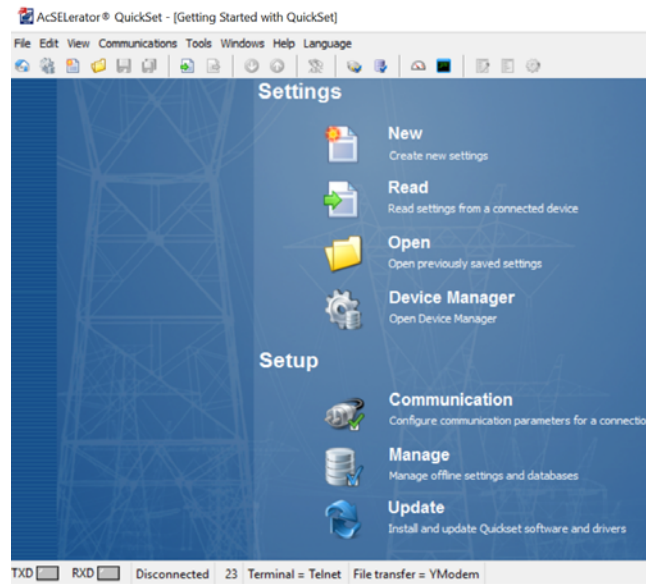 AcSELerator® QuickSet - [Getting Started with QuickSet]
File Edit View Communications Tools Windows Help Language
Settings
New
Create new settings
Read
Read settings from a connected device
Open
Open previously saved settings
Device Manager
Open Device Manager
Setup
Communication
Configure communication parameters for a connectio
Manage
Manage offline settings and databases
Update
Install and update Quickset software and drivers
TXD RXD Disconnected 23 Terminal = Telnet File transfer = YModem